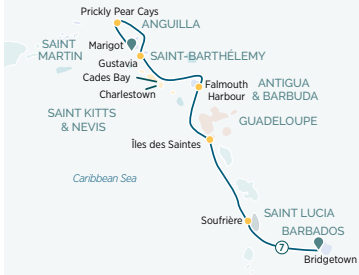 Prickly Pear Cays
ANGUILLA
SAINT
MARTIN
Marigot
Gustavia
SAINT-BARTHÉLEMY
Cades Bay
Charlestown
Falmouth
Harbour
ANTIGUA
& BARBUDA
SAINT KITTS
& NEVIS
GUADELOUPE
Îles des Saintes
Caribbean Sea
Soufrière
SAINT LUCIA
BARBADOS
7
Bridgetown